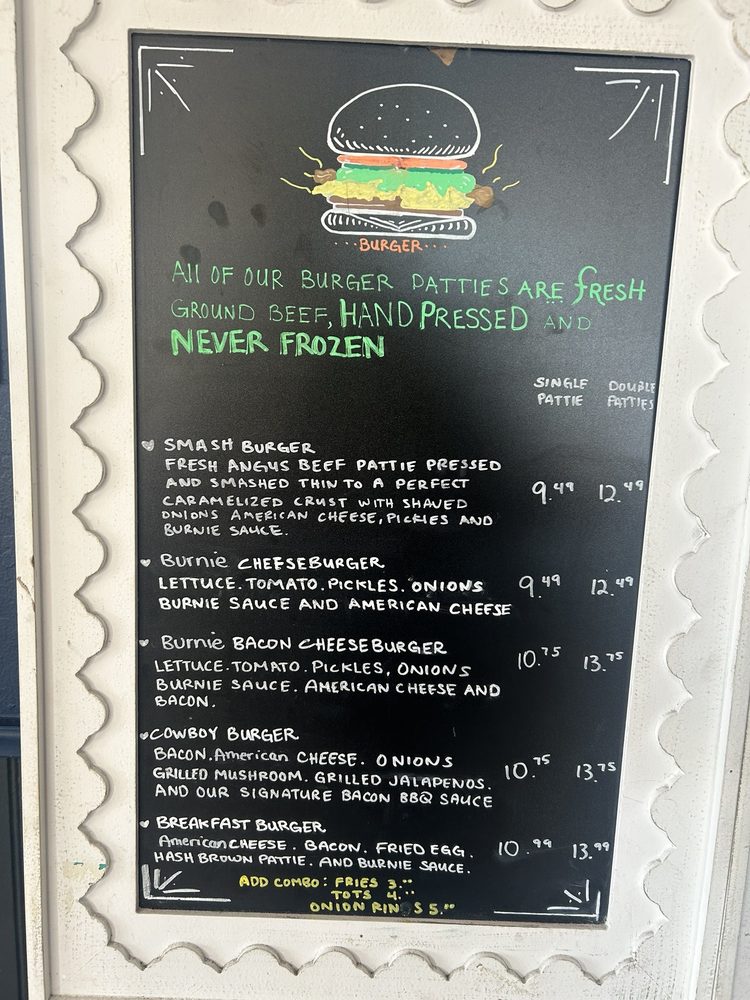 ···BURGER···
All OF OUR BURGER PATTIES ARE fRESH
GROUND BEEF, HAND PRESSED AND
NEVER FROZEN
SINGLE DOUBLE
PATTIE PATTIES
SMASH BURGER
FRESH ANGUS BEEF PATTIE PRESSED
AND SMASHED THIN TO A PERFECT
CARAMELIZED CRUST WITH SHAVED
ONIONS AMERICAN CHEESE, PICKLES AND
BURNIE SAUCE.
9.49 12.49
Burnie CHEESEBURGER
LETTUCE. TOMATO. PICKLES. ONIONS
BURNIE SAUCE AND AMERICAN CHEESE
9.49 12.49
Burnie BACON CHEESEBURGER
LETTUCE. TOMATO. PICKLES, ONIONS
BURNIE SAUCE. AMERICAN CHEESE AND
BACON.
10.75 13.75
COWBOY BURGER
BACON. American CHEESE. ONIONS
GRILLED MUSHROOM. GRILLED JALAPENOS.
AND OUR SIGNATURE BACON BBQ SAUCE
10.75 13.75
BREAKFAST BURGER
American CHEESE. BACON. FRIED EGG.
HASH BROWN PATTIE. AND BURNIE SAUCE.
10.99 13.99
ADD COMBO: FRIES 3.
TOTS 4.
ONION RIN S 5.